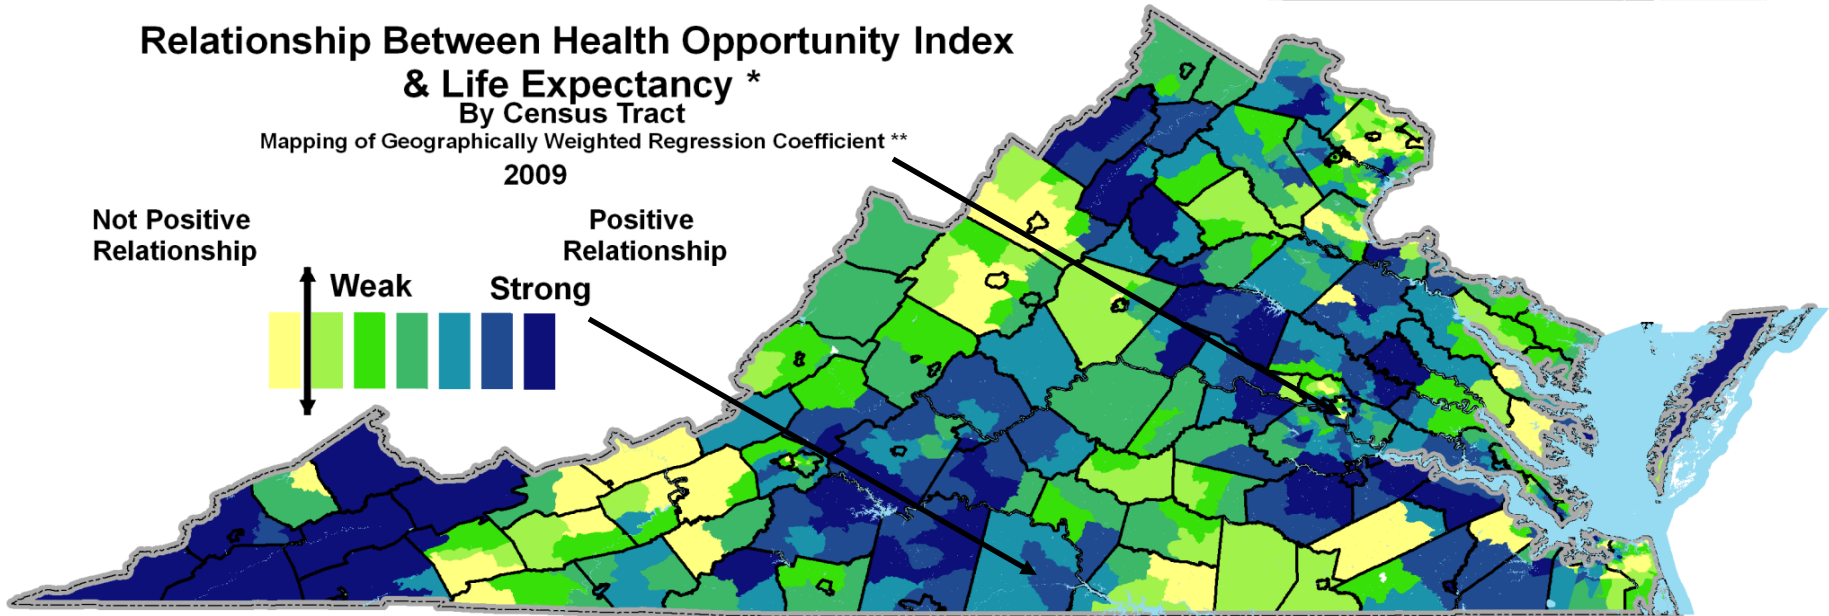 Relationship Between Health Opportunity Index
& Life Expectancy *
By Census Tract
Mapping of Geographically Weighted Regression Coefficient **
2009
Not Positive
Relationship
Positive
Relationship
Weak
Strong